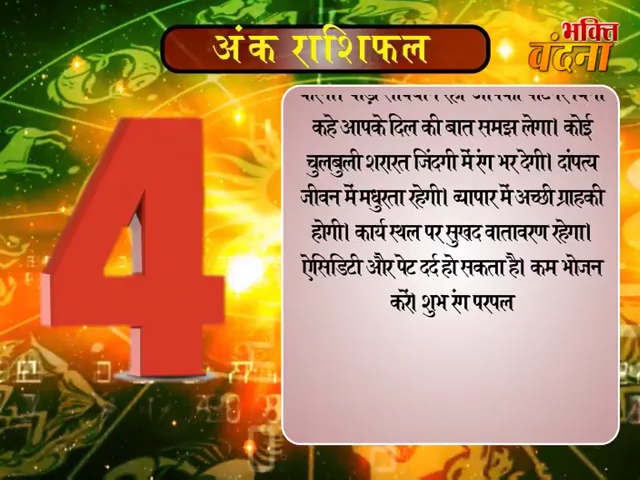 अंक राशिफल
भक्ति
वंदना
4
कहे आपके दिल की बात समझ लेगा। कोई
चुलबुली शरारत जिंदगी में रंग भर देगी। दांपत्य
जीवन में मधुरता रहेगी। व्यापार में अच्छी ग्राहकी
होगी। कार्य स्थल पर सुखद वातावरण रहेगा।
ऐसिडिटी और पेट दर्द हो सकता है। कम भोजन
करें। शुभ रंग परपल